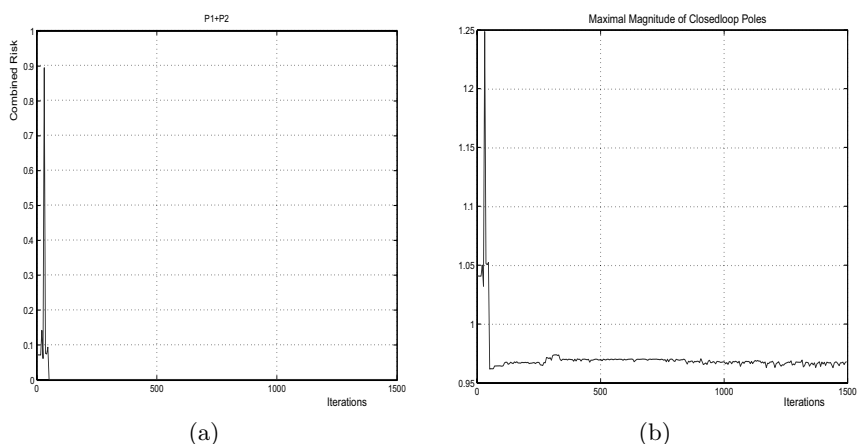 P1+P2
Combined Risk
1
0.9
0.8
0.7
0.6
0.5
0.4
0.3
0.2
0.1
0
0 500 1000 1500
Iterations
(a)
Maximal Magnitude of Closedloop Poles
1.25
1.2
1.15
1.1
1.05
1
0.95
0 500 1000 1500
Iterations
(b)